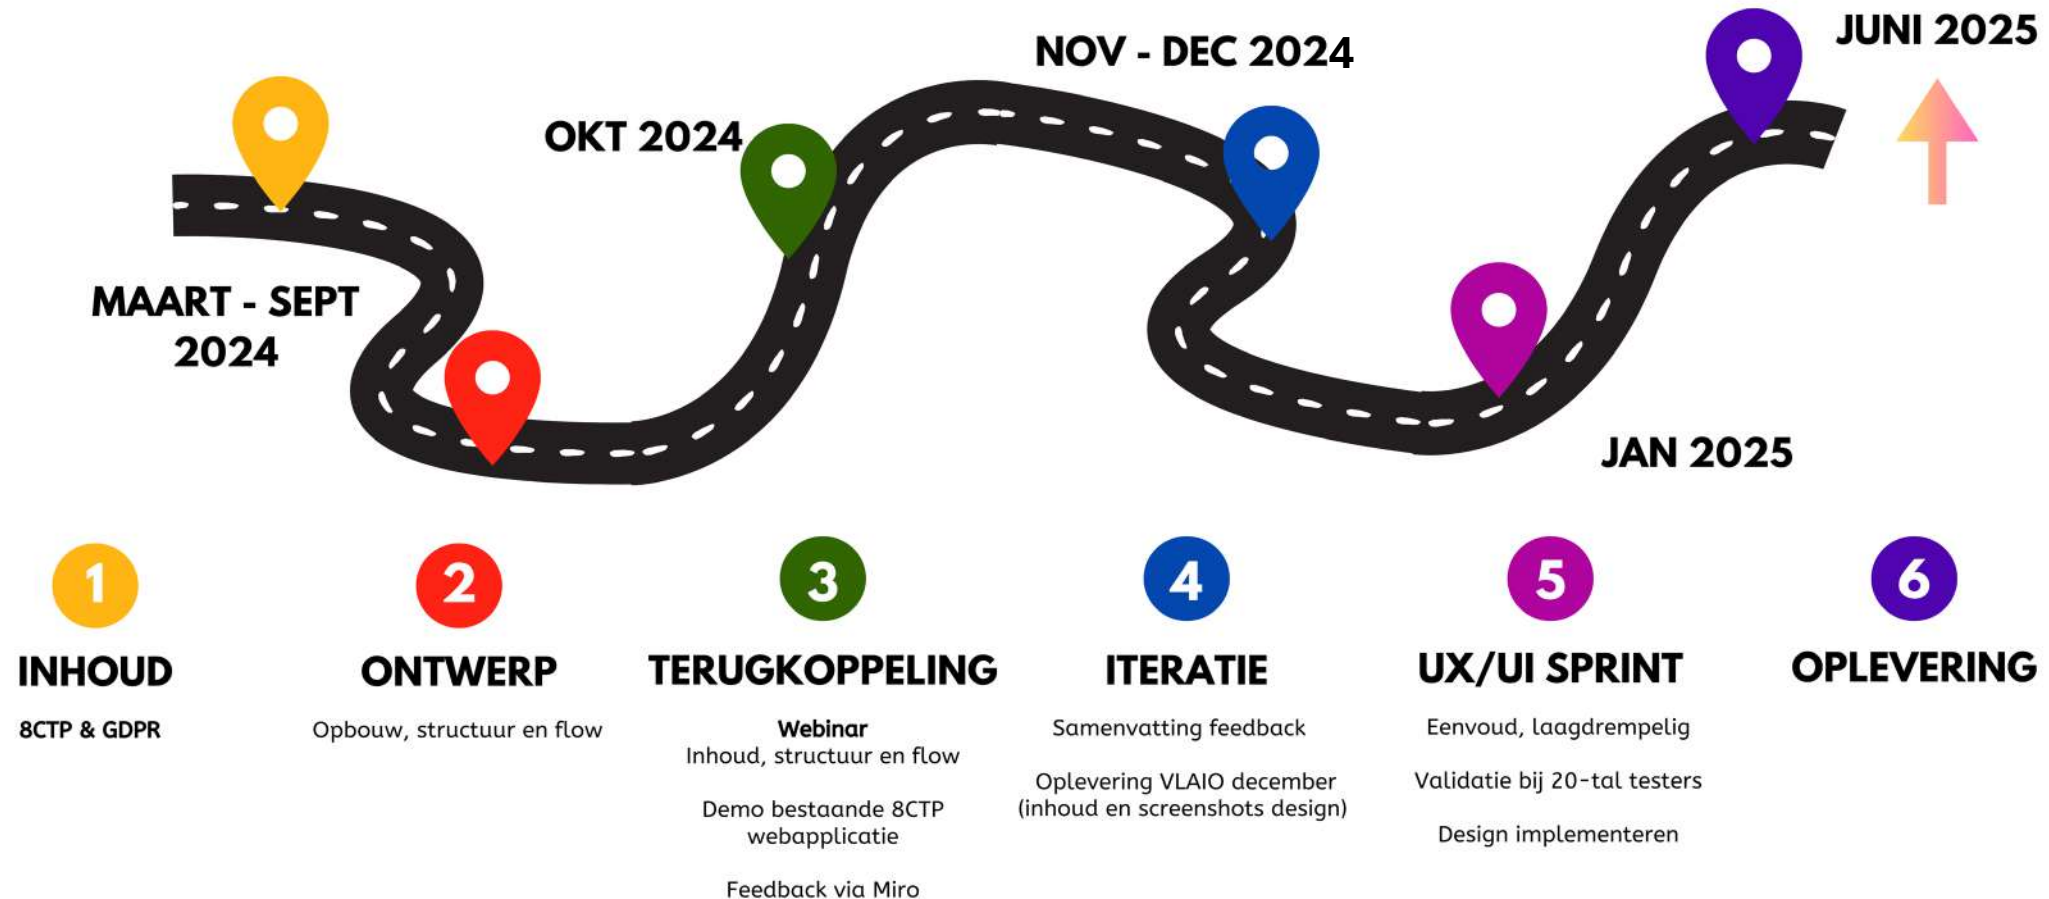 JUNI 2025
NOV - DEC 2024
OKT 2024
MAART - SEPT
2024
JAN 2025
1
INHOUD
8CTP & GDPR
2
ONTWERP
Opbouw, structuur en flow
3
TERUGKOPPELING
Webinar
Inhoud, structuur en flow
Demo bestaande 8CTP
webapplicatie
Feedback via Miro
4
ITERATIE
Samenvatting feedback
Oplevering VLAIO december
(inhoud en screenshots design)
5
UX/UI SPRINT
Eenvoud, laagdrempelig
Validatie bij 20-tal testers
Design implementeren
6
OPLEVERING